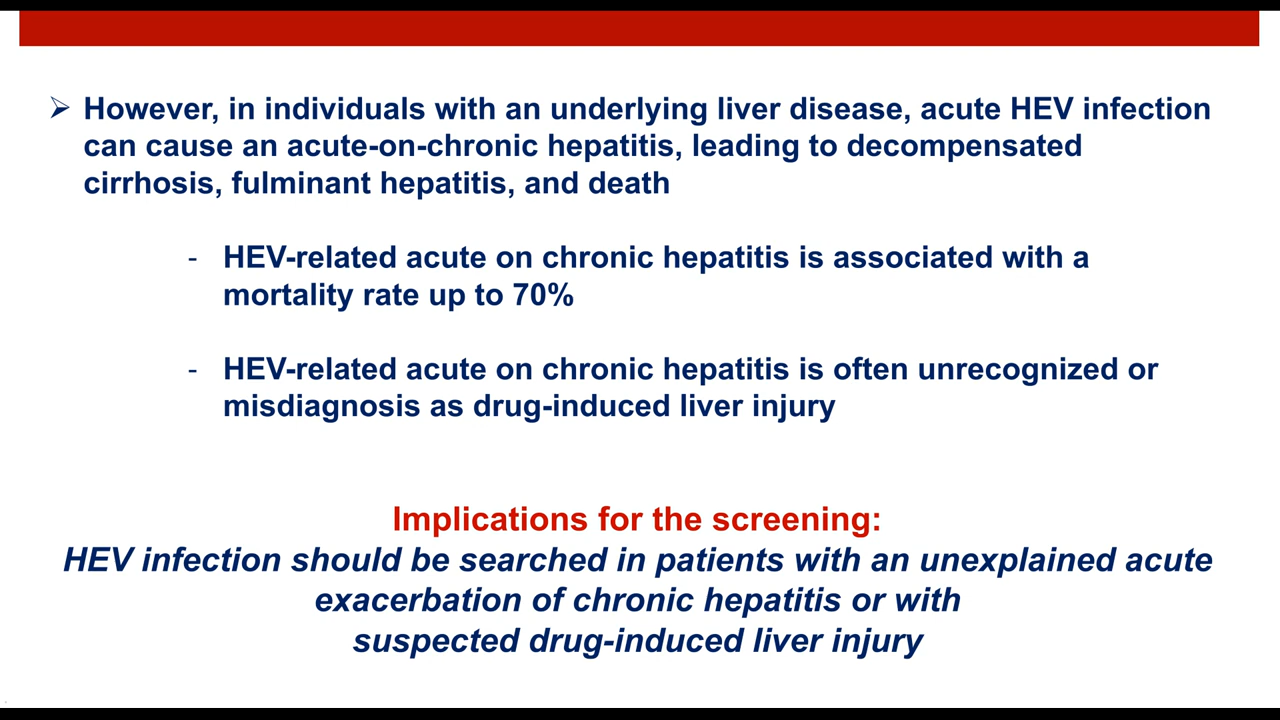 ➢ However, in individuals with an underlying liver disease, acute HEV infection
can cause an acute-on-chronic hepatitis, leading to decompensated
cirrhosis, fulminant hepatitis, and death
- HEV-related acute on chronic hepatitis is associated with a
mortality rate up to 70%
- HEV-related acute on chronic hepatitis is often unrecognized or
misdiagnosis as drug-induced liver injury
Implications for the screening:
HEV infection should be searched in patients with an unexplained acute
exacerbation of chronic hepatitis or with
suspected drug-induced liver injury